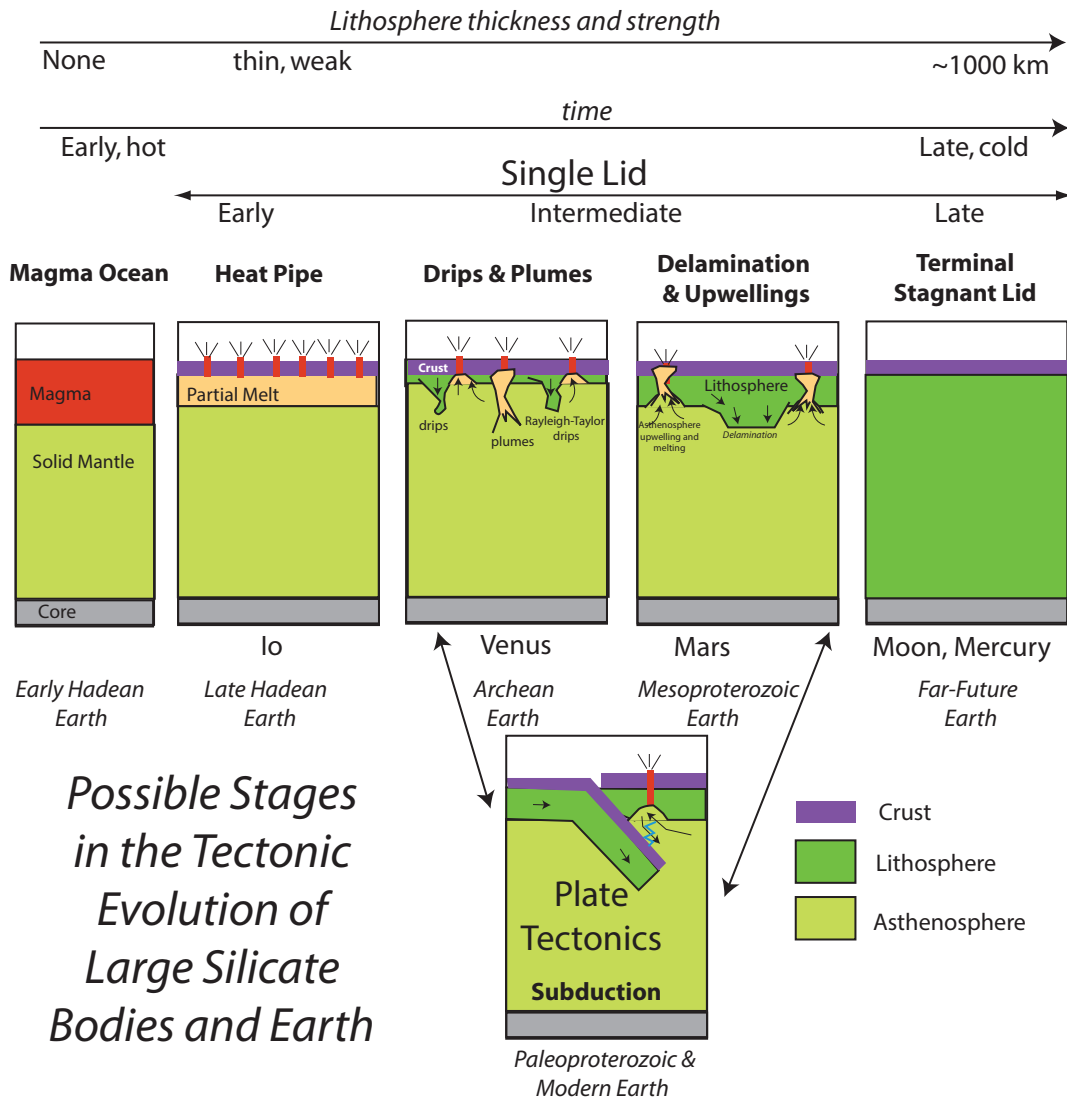 Lithosphere thickness and strength
None
thin, weak
~1000 km
time
Early, hot
Late, cold
Single Lid
Early
Intermediate
Late
Magma Ocean
Heat Pipe
Drips & Plumes
Delamination
& Upwellings
Terminal
Stagnant Lid
Magma
Solid Mantle
Core
Partial Melt
Crust
drips
plumes
Rayleigh-Taylor
drips
Lithosphere
Asthenosphere
upwelling and
melting
Delamination
Io
Venus
Mars
Moon, Mercury
Early Hadean
Earth
Late Hadean
Earth
Archean
Earth
Mesoproterozoic
Earth
Far-Future
Earth
Possible Stages
in the Tectonic
Evolution of
Large Silicate
Bodies and Earth
Plate
Tectonics
Subduction
Paleoproterozoic &
Modern Earth
Crust
Lithosphere
Asthenosphere